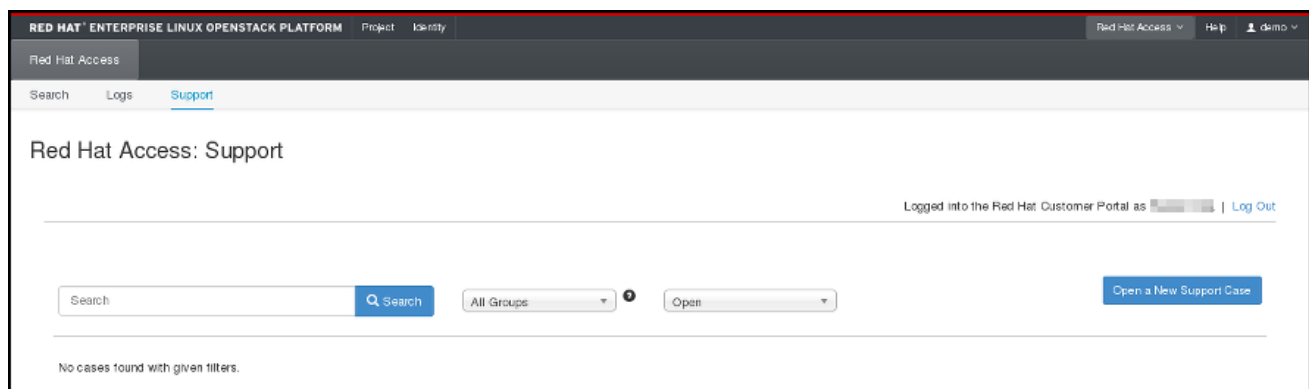 RED HAT® ENTERPRISE LINUX OPENSTACK PLATFORM Project Identity Red Hat Access Help demo
Red Hat Access
Search Logs Support
Red Hat Access: Support
Logged into the Red Hat Customer Portal as | Log Out
Search Search All Groups ? Open Open a New Support Case
No cases found with given filters.